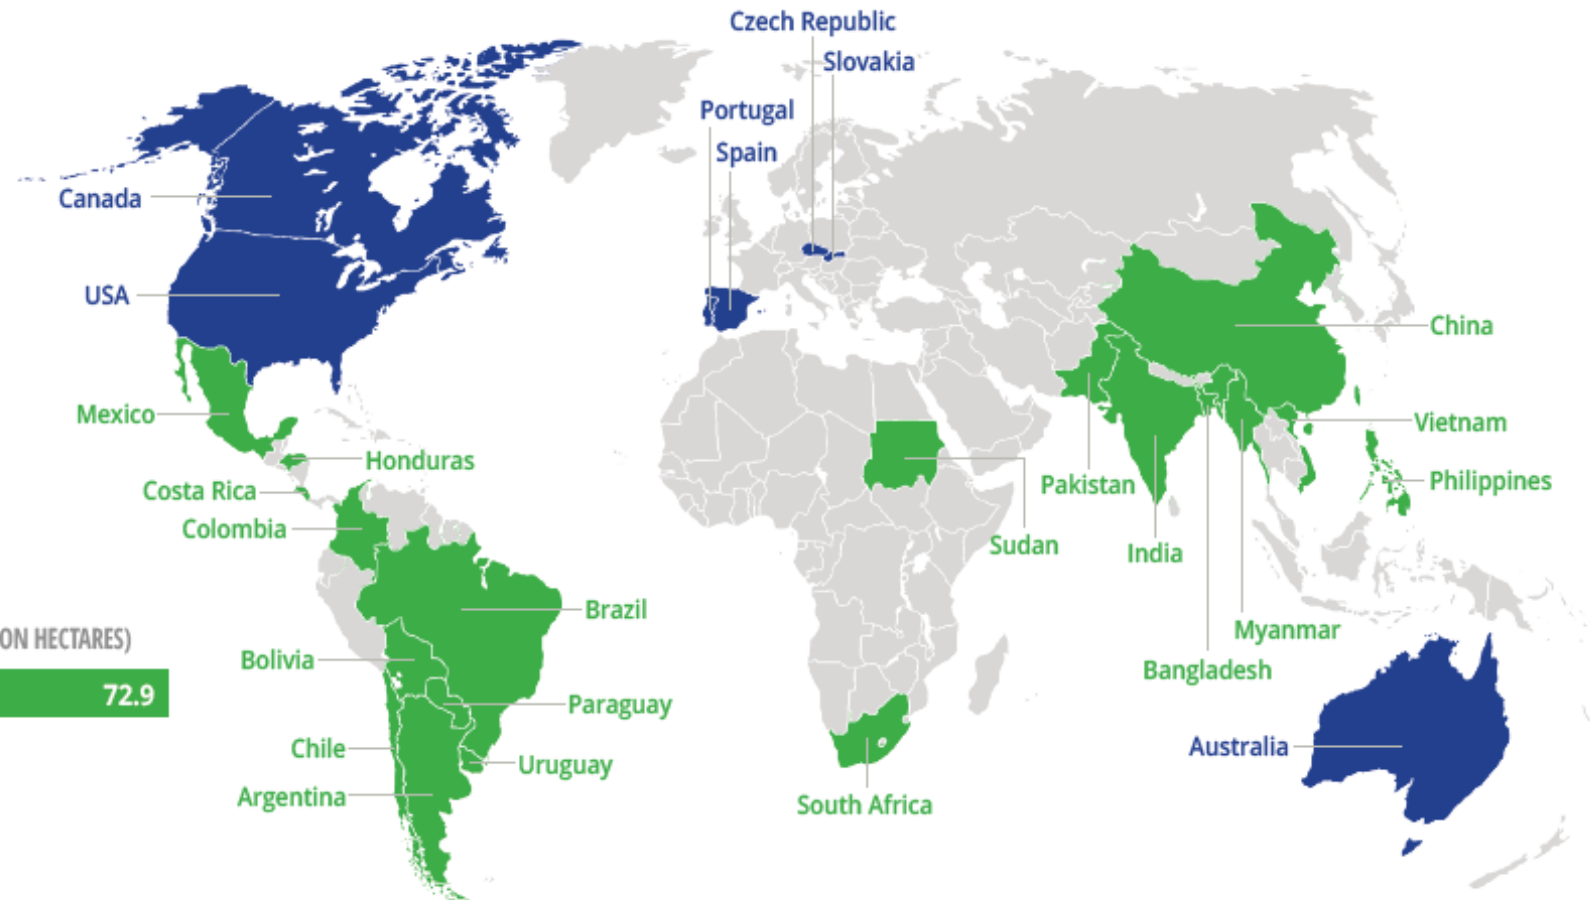 Czech Republic
Slovakia
Portugal
Spain
Canada
USA
China
Mexico
Vietnam
Honduras
Costa Rica
Pakistan
Philippines
Colombia
Sudan
India
Brazil
ON HECTARES)
Myanmar
Bolivia
Bangladesh
72.9
Paraguay
Chile
Uruguay
Australia
Argentina
South Africa